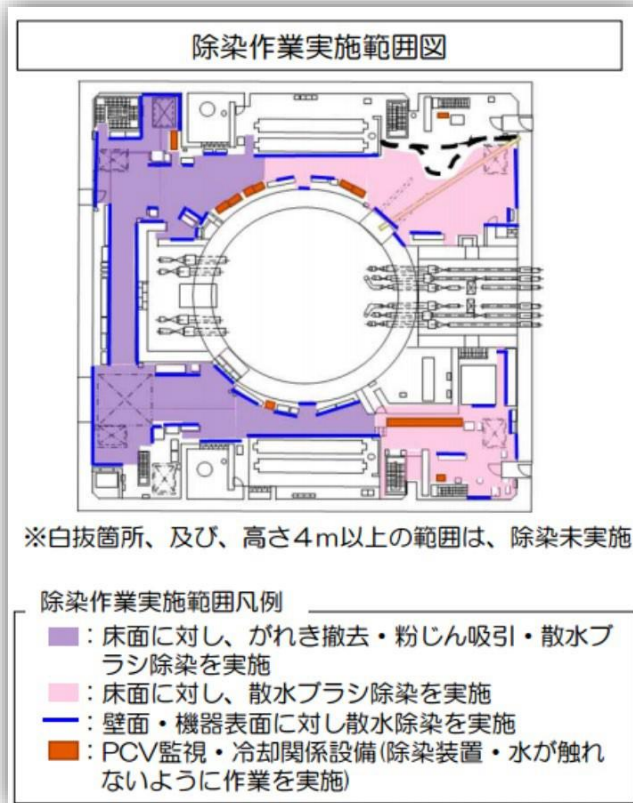 除染作業実施範囲図
※白抜箇所、及び、高さ4m以上の範囲は、除染未実施
除染作業実施範囲凡例
：床面に対し、がれき撤去・粉じん吸引・散水ブ
ラシ除染を実施
：床面に対し、散水ブラシ除染を実施
：壁面・機器表面に対し散水除染を実施
：PCV監視・冷却関係設備(除染装置・水が触れ
ないように作業を実施)